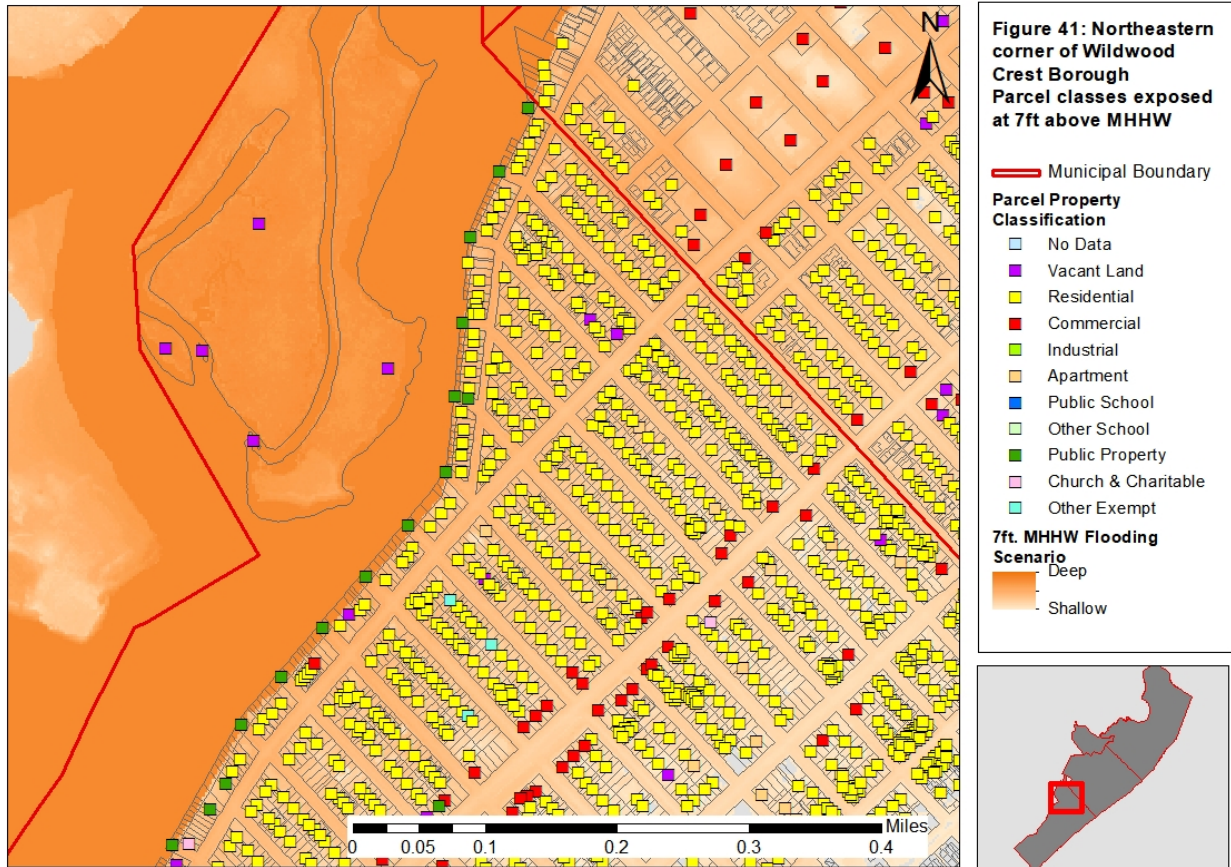 N
Figure 41: Northeastern
corner of Wildwood
Crest Borough
Parcel classes exposed
at 7ft above MHHW
Municipal Boundary
Parcel Property
Classification
No Data
Vacant Land
Residential
Commercial
Industrial
Apartment
Public School
Other School
Public Property
Church & Charitable
Other Exempt
7ft. MHHW Flooding
Scenario
Deep
Shallow
Miles
0 0.05 0.1 0.2 0.3 0.4